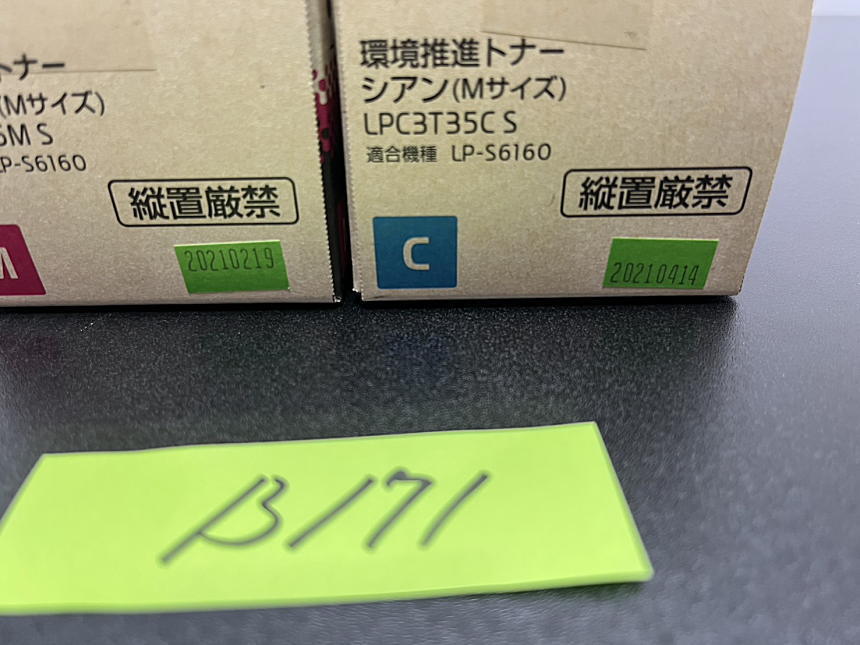 トナー
(Mサイズ)
5M S
LP-S6160
縦置厳禁
M
20210219
環境推進トナー
シアン(Mサイズ)
LPC3T35C S
適合機種 LP-S6160
縦置厳禁
C
20210414
B171